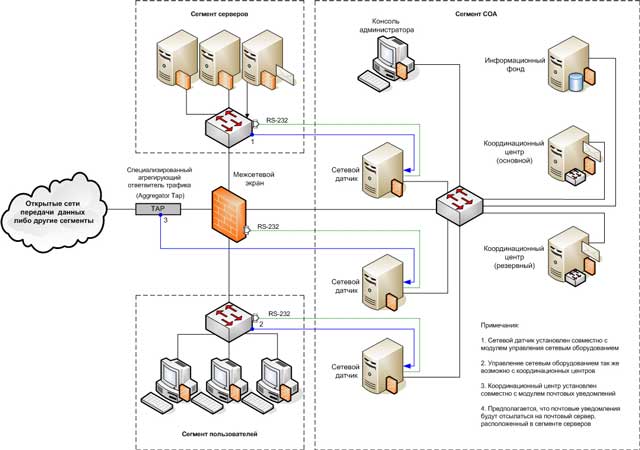 Сегмент серверов
RS-232
1
Специализированный
агрегирующий
ответвитель трафика
(Aggregator Tap)
Межсетевой
экран
Открытые сети
передачи данных
либо другие сегменты
TAP
3
RS-232
RS-232
2
Сегмент пользователей
Сегмент СОА
Консоль
администратора
Информационный
фонд
Координационный
центр
(основной)
Сетевой
датчик
Координационный
центр
(резервный)
Сетевой
датчик
Сетевой
датчик
Примечания:
1. Сетевой датчик установлен совместно с
модулем управления сетевым оборудованием
2. Управление сетевым оборудованием так же
возможно с координационных центров
3. Координационный центр установлен
совместно с модулем почтовых уведомлений
4. Предполагается, что почтовые уведомления
будут отсылаться на почтовый сервер,
расположенный в сегменте серверов